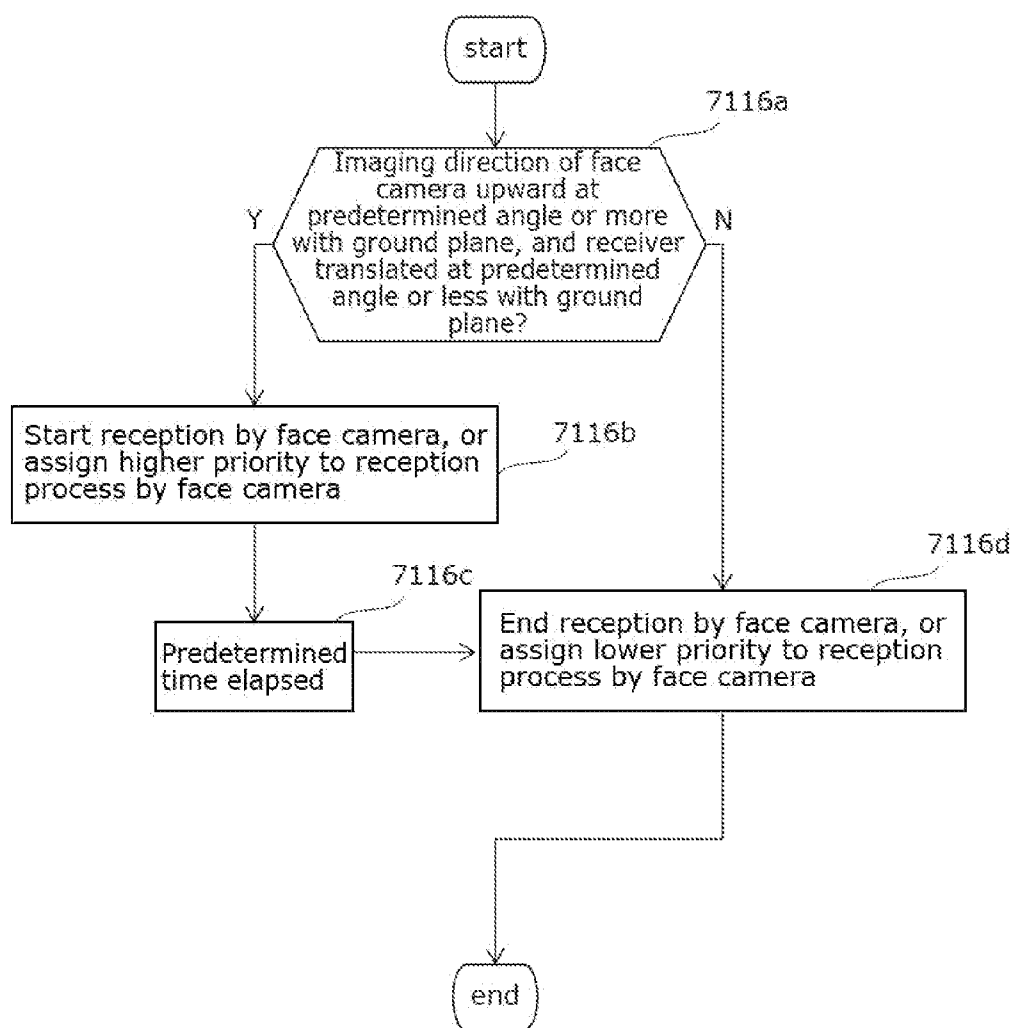 start
7116a
Imaging direction of face
camera upward at
predetermined angle or more
with ground plane, and receiver
translated at predetermined
angle or less with ground
plane?
Y
N
Start reception by face camera, or
assign higher priority to reception
process by face camera
7116b
7116c
Predetermined
time elapsed
7116d
End reception by face camera, or
assign lower priority to reception
process by face camera
end